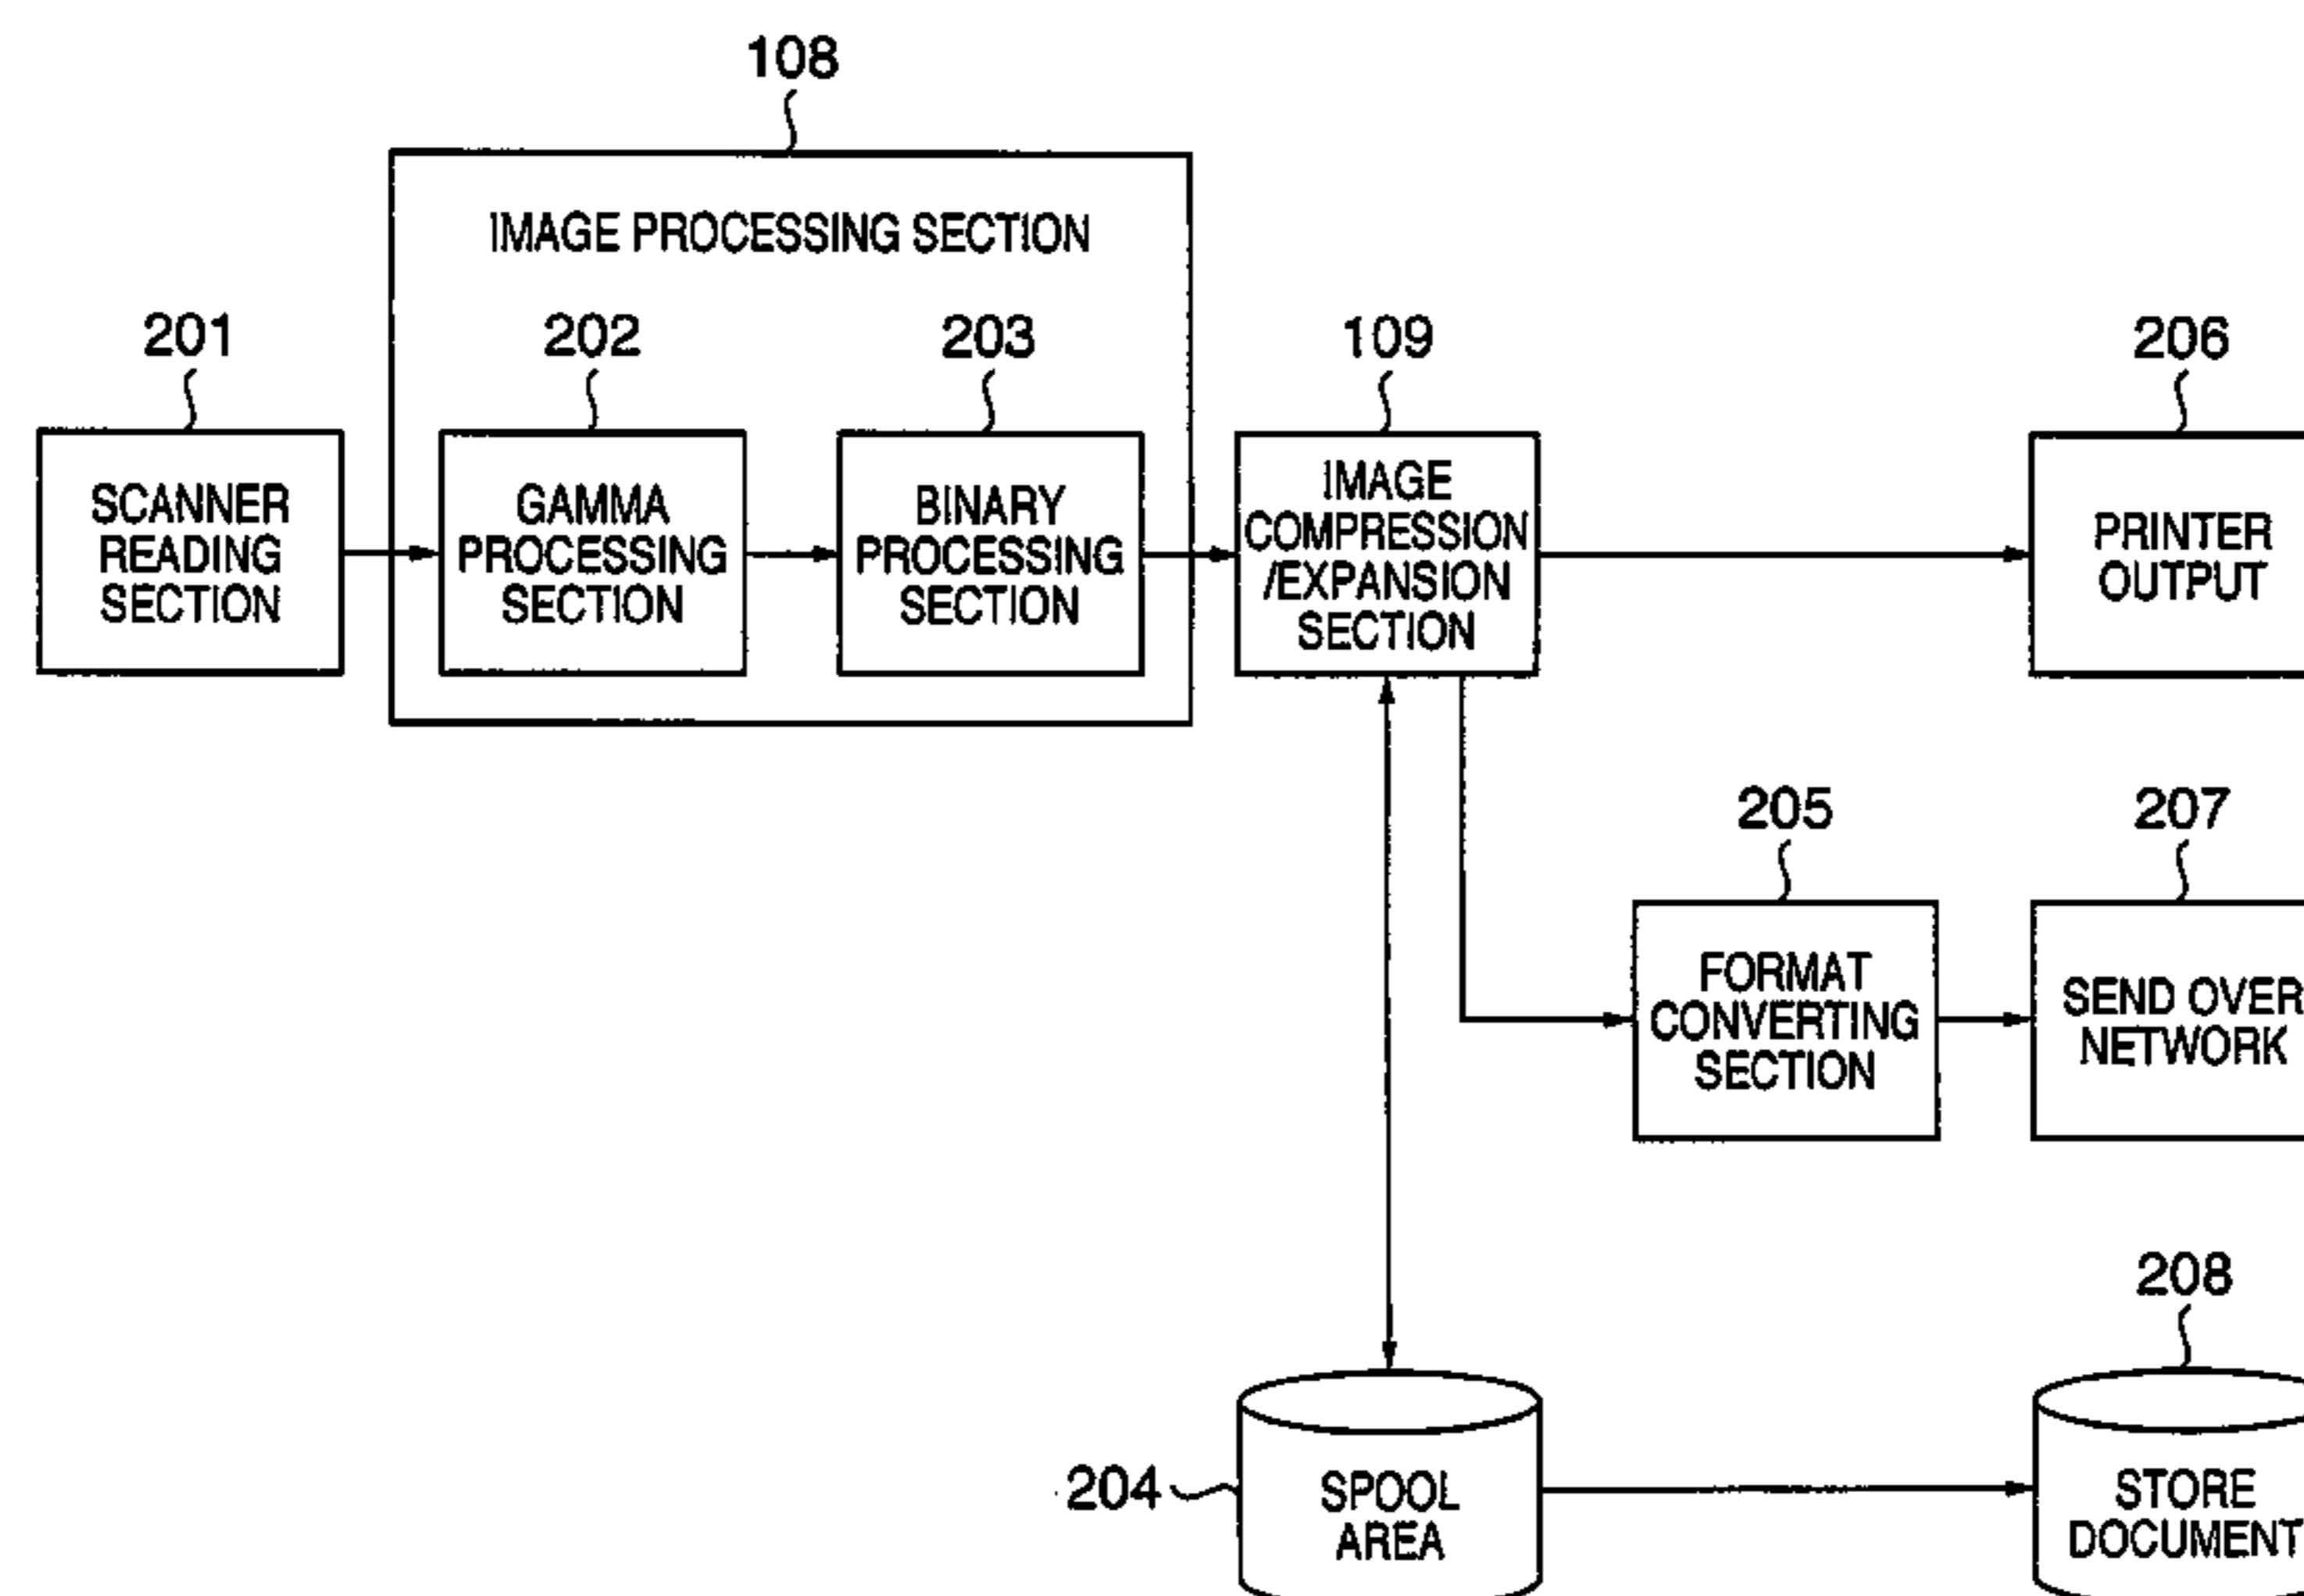 108
IMAGE PROCESSING SECTION
201
202
203
109
206
SCANNER
READING
SECTION
GAMMA
PROCESSING
SECTION
BINARY
PROCESSING
SECTION
IMAGE
COMPRESSION
/EXPANSION
SECTION
PRINTER
OUTPUT
205
207
FORMAT
CONVERTING
SECTION
SEND OVER
NETWORK
208
204
SPOOL
AREA
STORE
DOCUMENT